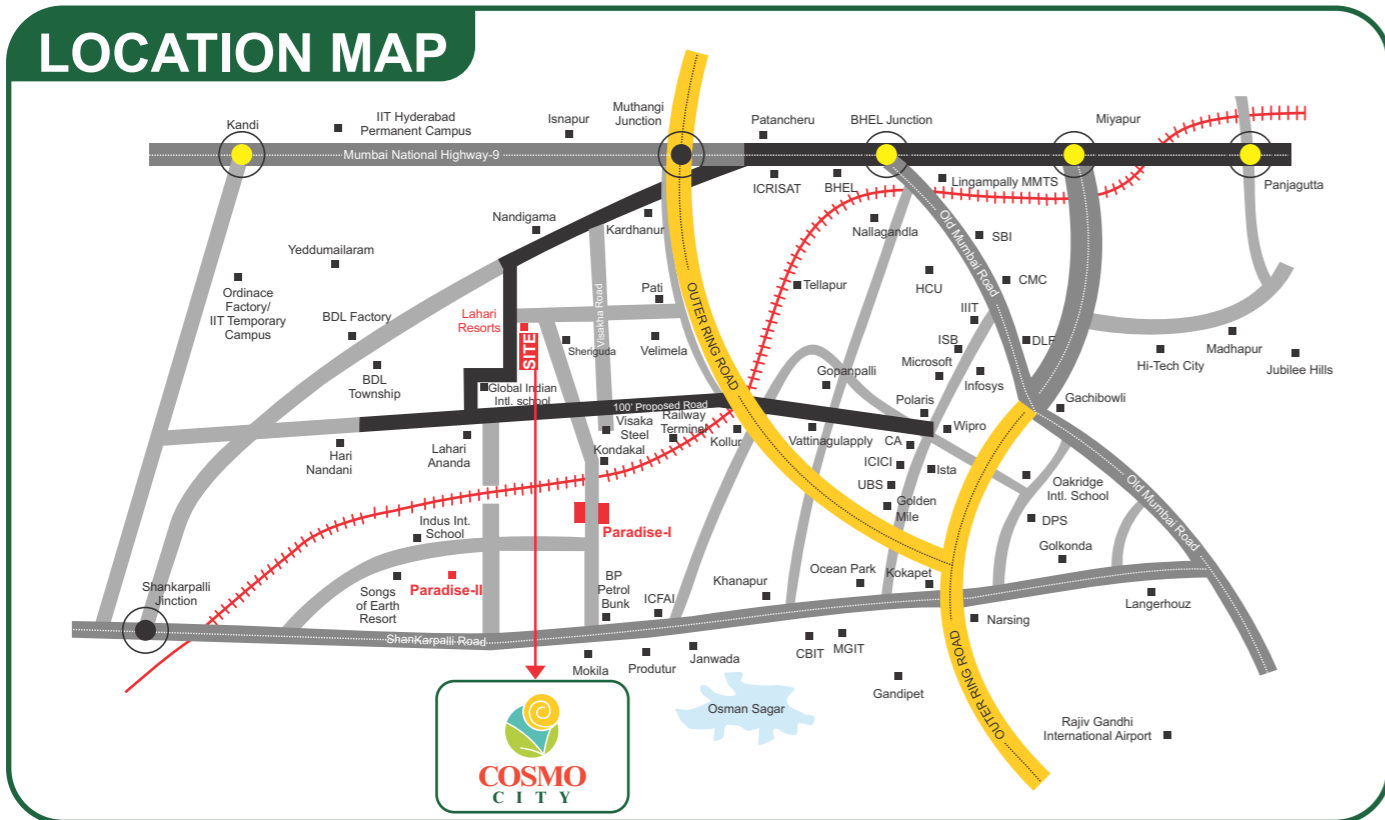 LOCATION MAP
Kandi
IIT Hyderabad
Permanent Campus
Isnapur
Muthangi
Junction
Patancheru
BHEL Junction
Miyapur
Panjagutta
Mumbai National Highway-9
ICRISAT
BHEL
Lingampally MMTS
Nandigama
Kardhanur
Nallagandla
Old Mumbai Road
SBI
Yeddumailaram
Ordinace
Factory/
IIT Temporary
Campus
BDL Factory
BDL
Township
Lahari
Resorts
SITE
Sheriguda
Visakha Road
Pati
Velimela
OUTER RING ROAD
Tellapur
HCU
CMC
IIIT
ISB
DLF
Microsoft
Infosys
Gopanpalli
Polaris
Hi-Tech City
Madhapur
Jubilee Hills
Global Indian
Intl. school
100' Proposed Road
Gachibowli
Hari
Nandani
Lahari
Ananda
Visaka
Steel
Railway
Terminal
Kondakal
Kollur
Vattinagulapply
CA
Wipro
ICICI
Ista
UBS
Golden
Mile
Oakridge
Intl. School
Old Mumbai Road
DPS
Golkonda
Indus Int.
School
Paradise-I
Shankarpalli
Jinction
Songs
of Earth
Resort
Paradise-II
BP
Petrol
Bunk
ICFAI
Khanapur
Ocean Park
Kokapet
Langerhouz
Narsing
ShanKarpalli Road
Mokila
Produtur
Janwada
CBIT
MGIT
Gandipet
OUTER RING ROAD
Osman Sagar
Rajiv Gandhi
International Airport
COSMO
CITY